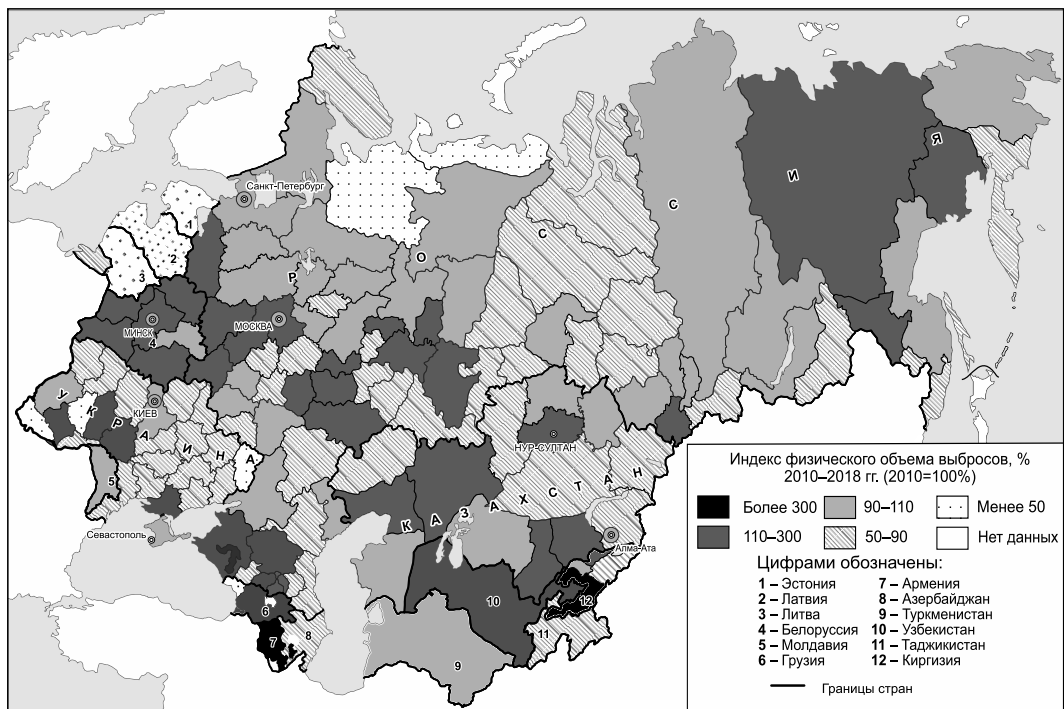 Санкт-Петербург
МОСКВА
МИНСК
КИЕВ
Севастополь
НУР-СУЛТАН
Алма-Ата
Р О С С И Я
У К Р А И Н А
К А З А Х С Т А Н
1
2
3
4
5
6
7
8
9
10
11
12
Индекс физического объема выбросов, %
2010–2018 гг. (2010=100%)
Более 300
90–110
Менее 50
110–300
50–90
Нет данных
Цифрами обозначены:
1 – Эстония
2 – Латвия
3 – Литва
4 – Белоруссия
5 – Молдавия
6 – Грузия
7 – Армения
8 – Азербайджан
9 – Туркменистан
10 – Узбекистан
11 – Таджикистан
12 – Киргизия
Границы стран